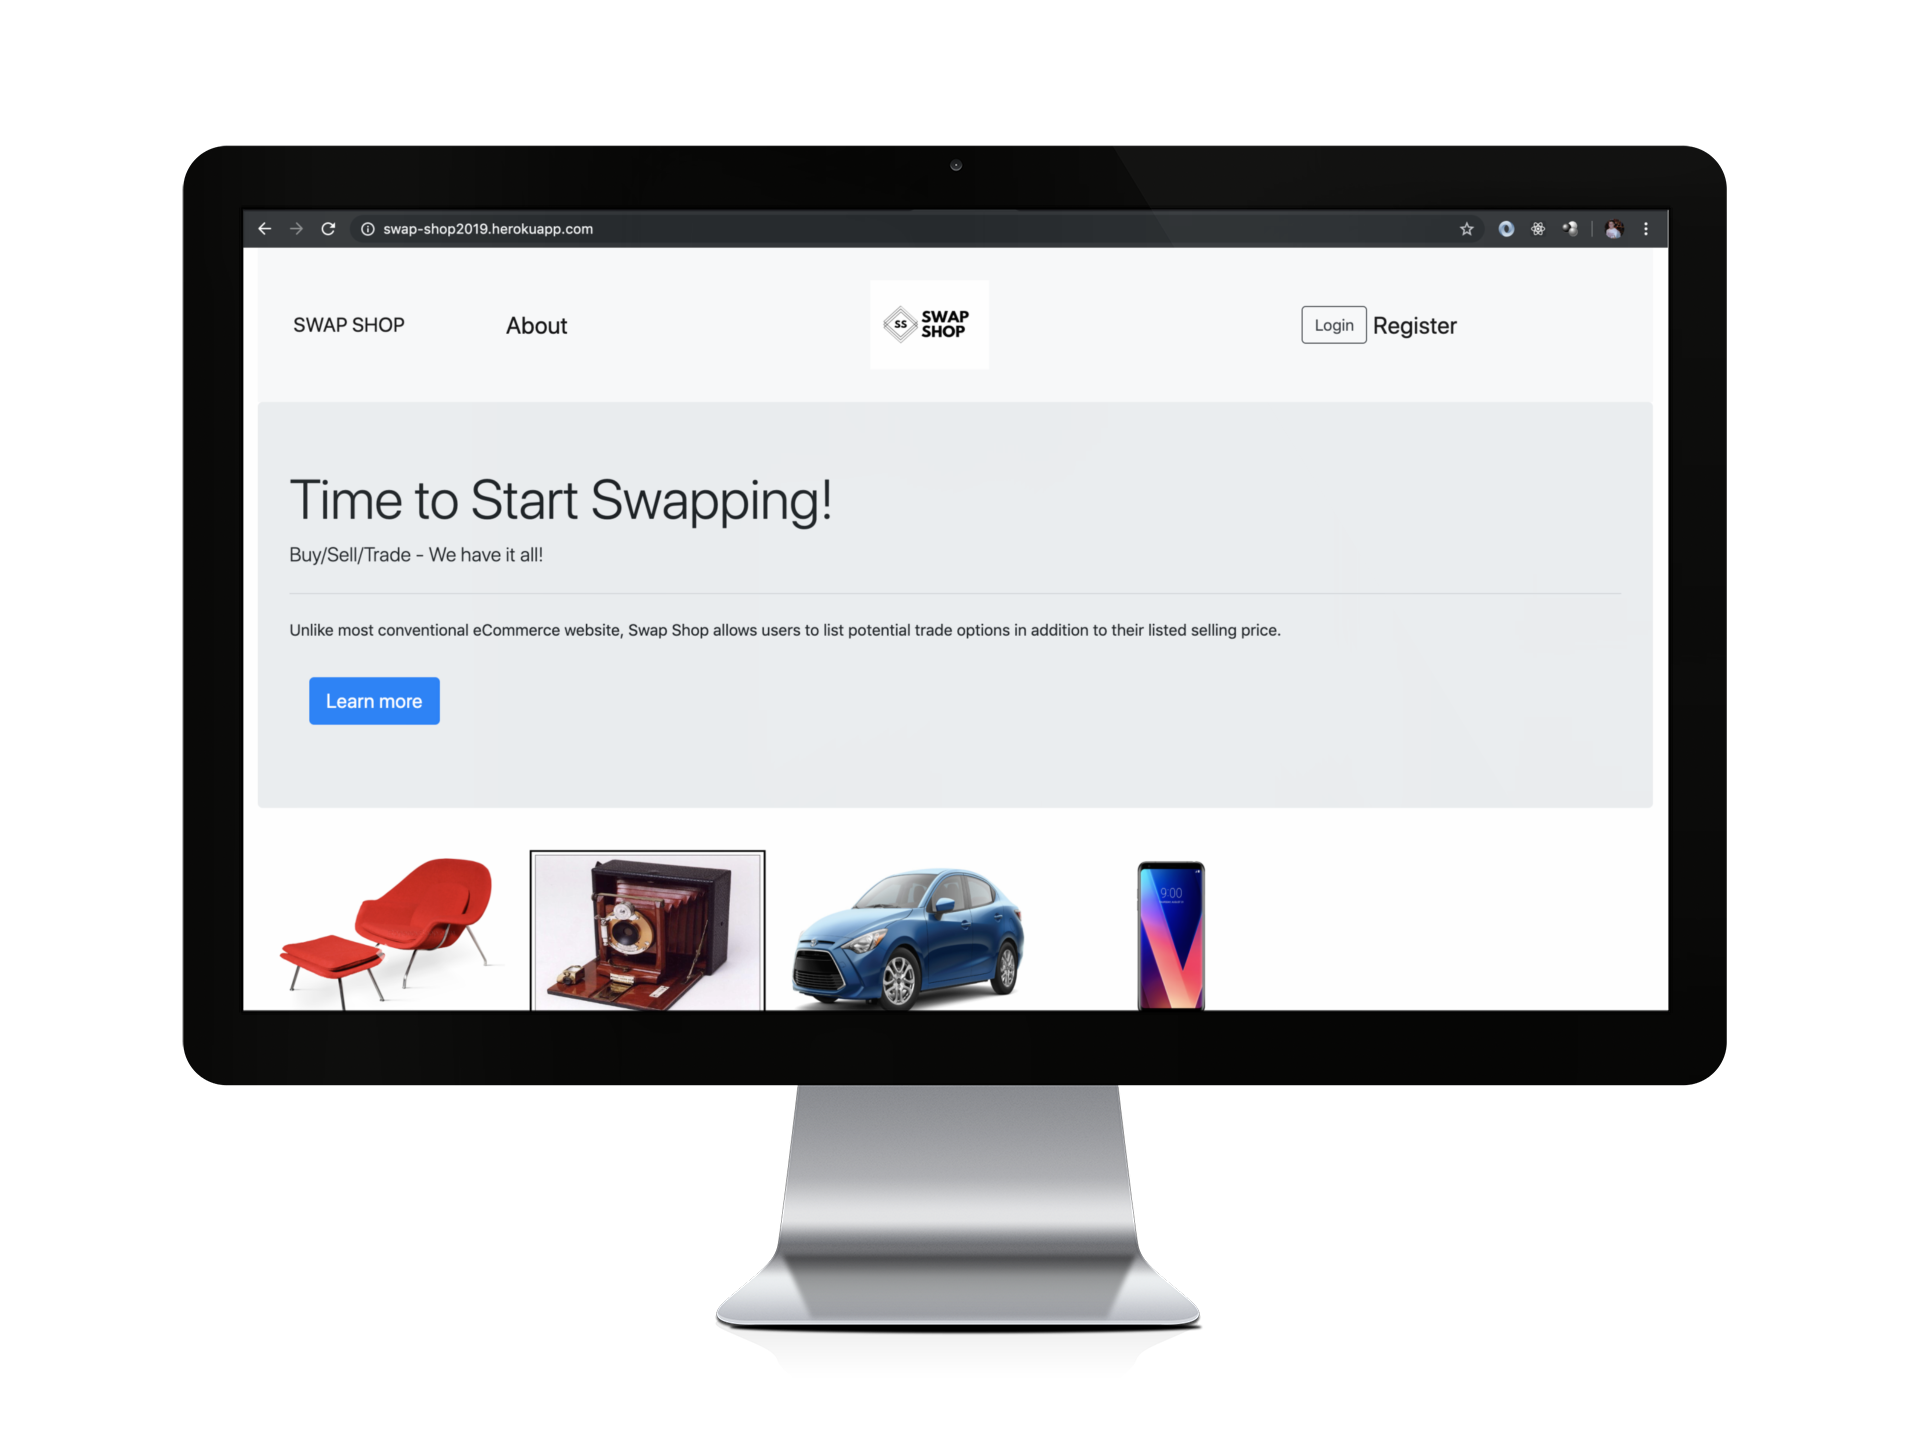 swap-shop2019.herokuapp.com
SWAP SHOP
About
SS
SWAP
SHOP
Login
Register
Time to Start Swapping!
Buy/Sell/Trade - We have it all!
Unlike most conventional eCommerce website, Swap Shop allows users to list potential trade options in addition to their listed selling price.
Learn more
9:00